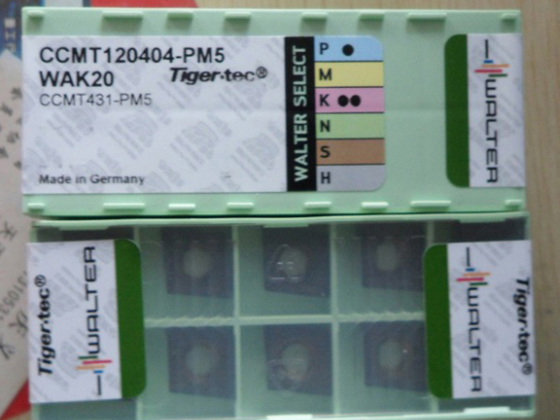 CCMT120404-PM5
WAK20 Tiger·tec®
CCMT431-PM5
Made in Germany
WALTER SELECT
P
M
K
N
S
H
WALTER
Tiger·tec®
WALTER
WALTER
Tiger·tec®